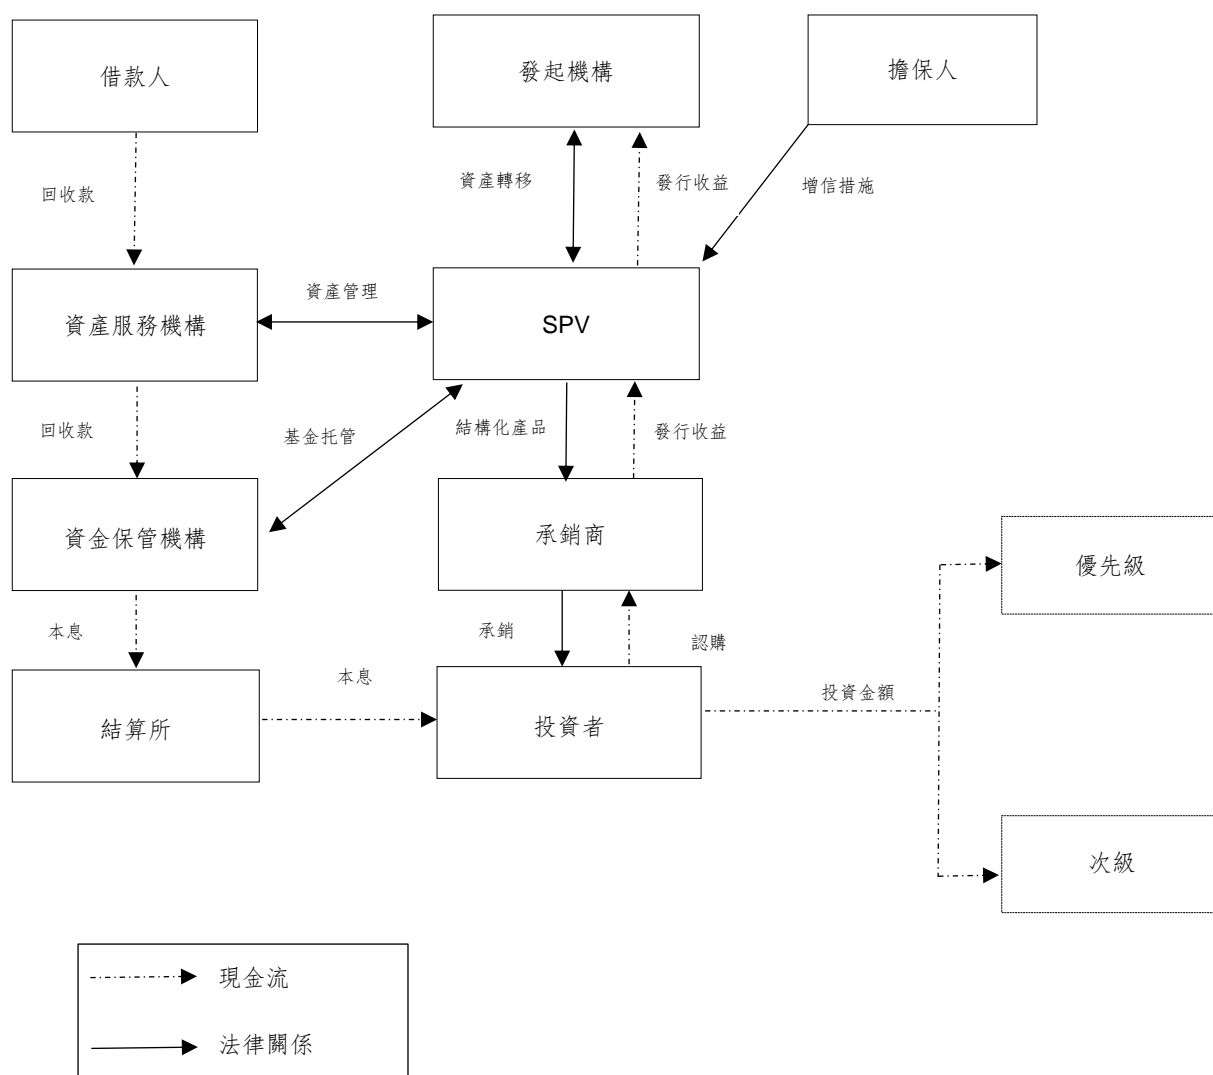 借款人
發起機構
擔保人
回收款
資產轉移
發行收益
增信措施
資產服務機構
資產管理
SPV
回收款
基金托管
結構化產品
發行收益
資金保管機構
承銷商
優先級
本息
承銷
認購
結算所
本息
投資者
投資金額
次級
現金流
法律關係